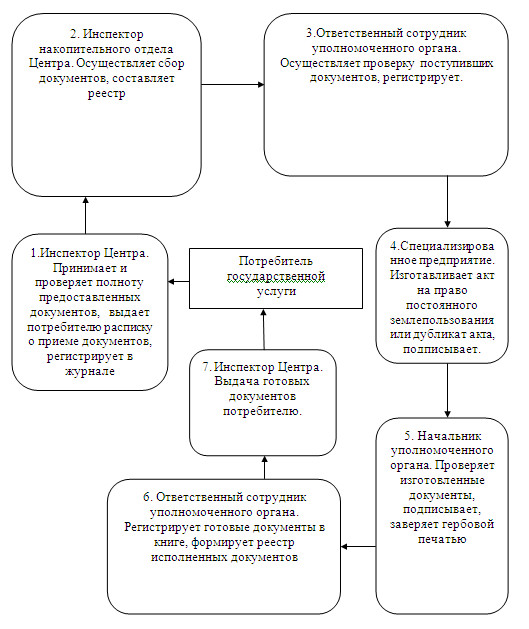 2. Инспектор
накопительного отдела
Центра. Осуществляет сбор
документов, составляет
реестр
3.Ответственный сотрудник
уполномоченного органа.
Осуществляет проверку поступивших
документов, регистрирует.
1.Инспектор Центра.
Принимает и
проверяет полноту
предоставленных
документов, выдает
потребителю расписку
о приеме документов,
регистрирует в
журнале
Потребитель
государственной
услуги
4.Специализирова
нное предприятие.
Изготавливает акт
на право
постоянного
землепользования
или дубликат акта,
подписывает.
7. Инспектор Центра.
Выдача готовых
документов
потребителю.
5. Начальник
уполномоченного
органа. Проверяет
изготовленные
документы,
подписывает,
заверяет гербовой
печатью
6. Ответственный сотрудник
уполномоченного органа.
Регистрирует готовые документы в
книге, формирует реестр
исполненных документов